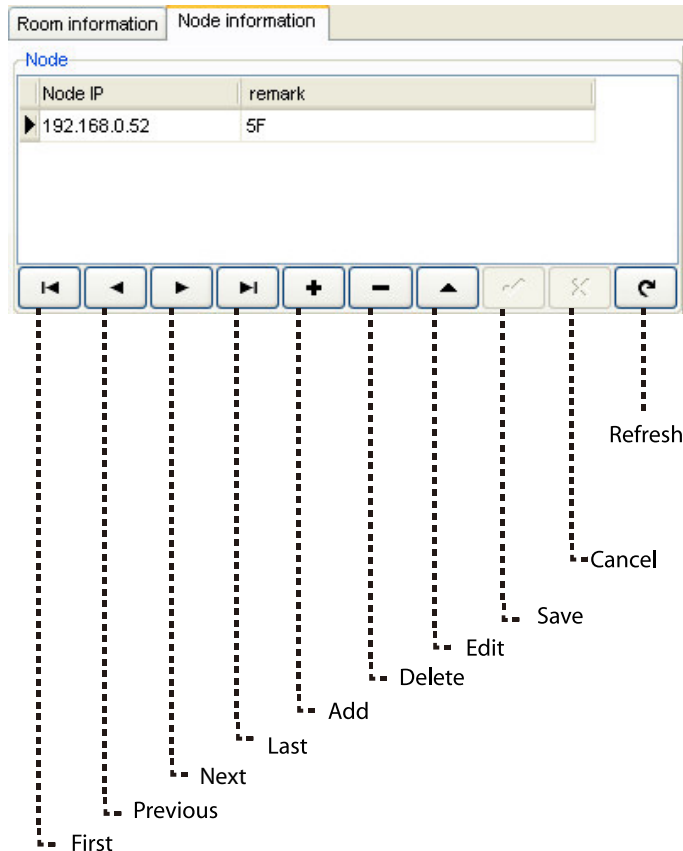 Room information Node information
Node
Node IP remark
192.168.0.52 5F
Refresh
Cancel
Save
Edit
Delete
Add
Last
Next
Previous
First